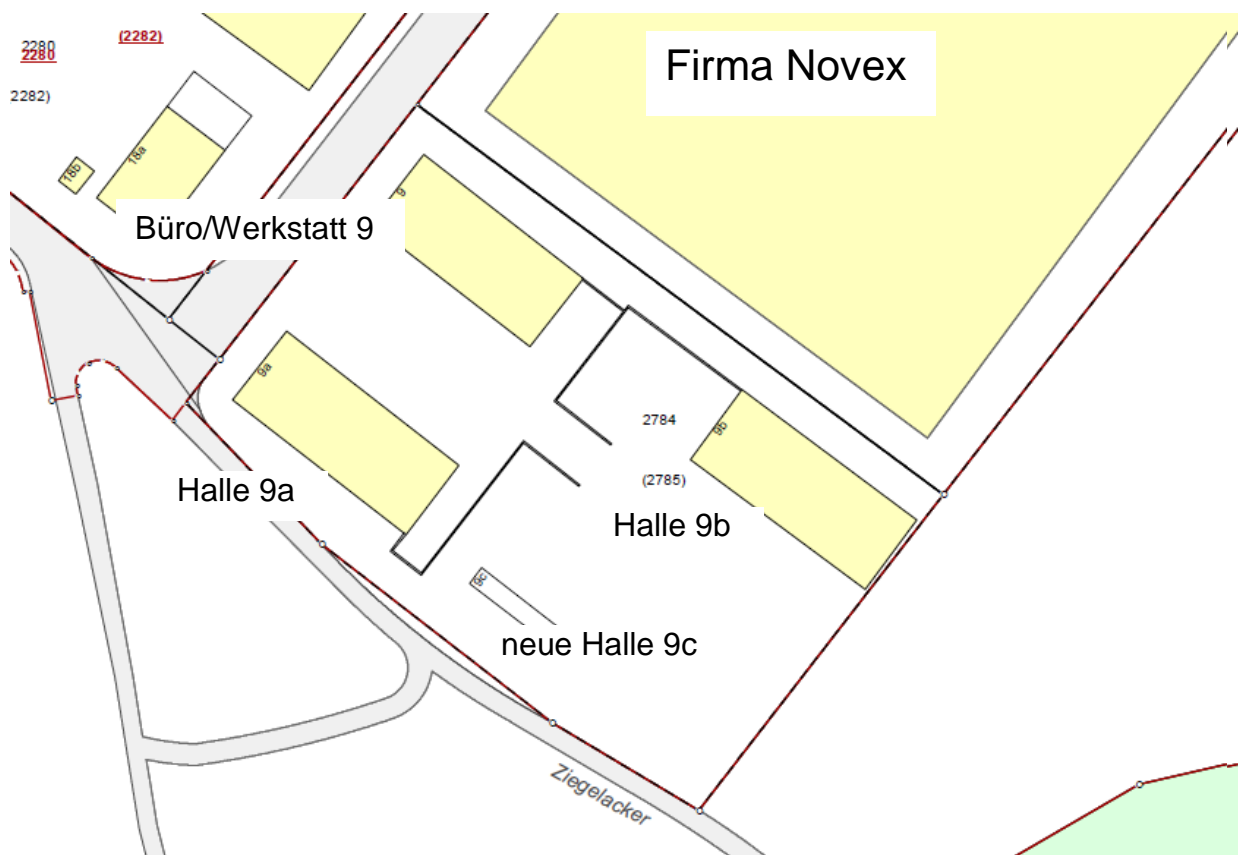 2280
2280
(2282)
2282)
Firma Novex
18a
18b
9
Büro/Werkstatt 9
9a
2784
9b
(2785)
Halle 9a
Halle 9b
9c
neue Halle 9c
Ziegelacker